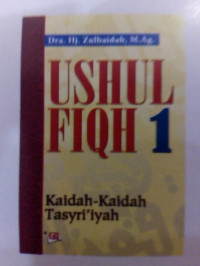 Dra. Hj. Zulbaidah, M.Ag.
USHUL
FIQH 1
Kaidah-Kaidah
Tasyri'iyah